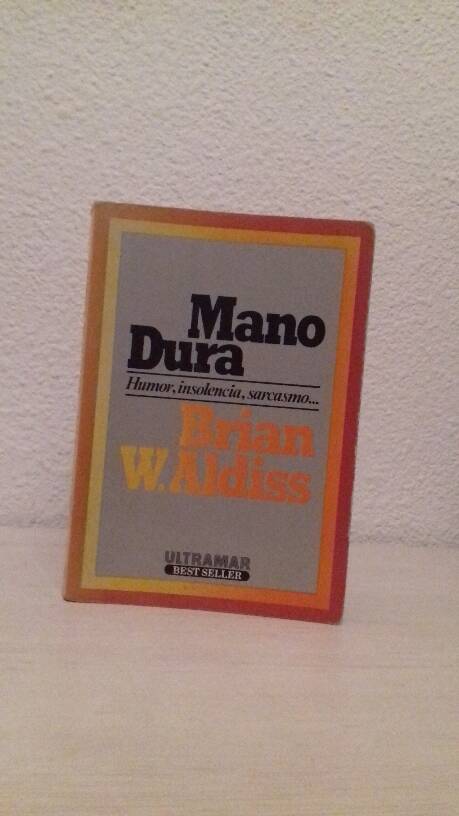 Mano
Dura
Humor, insolencia, sarcasmo...
Brian
W. Aldiss
ULTRAMAR
BEST SELLER